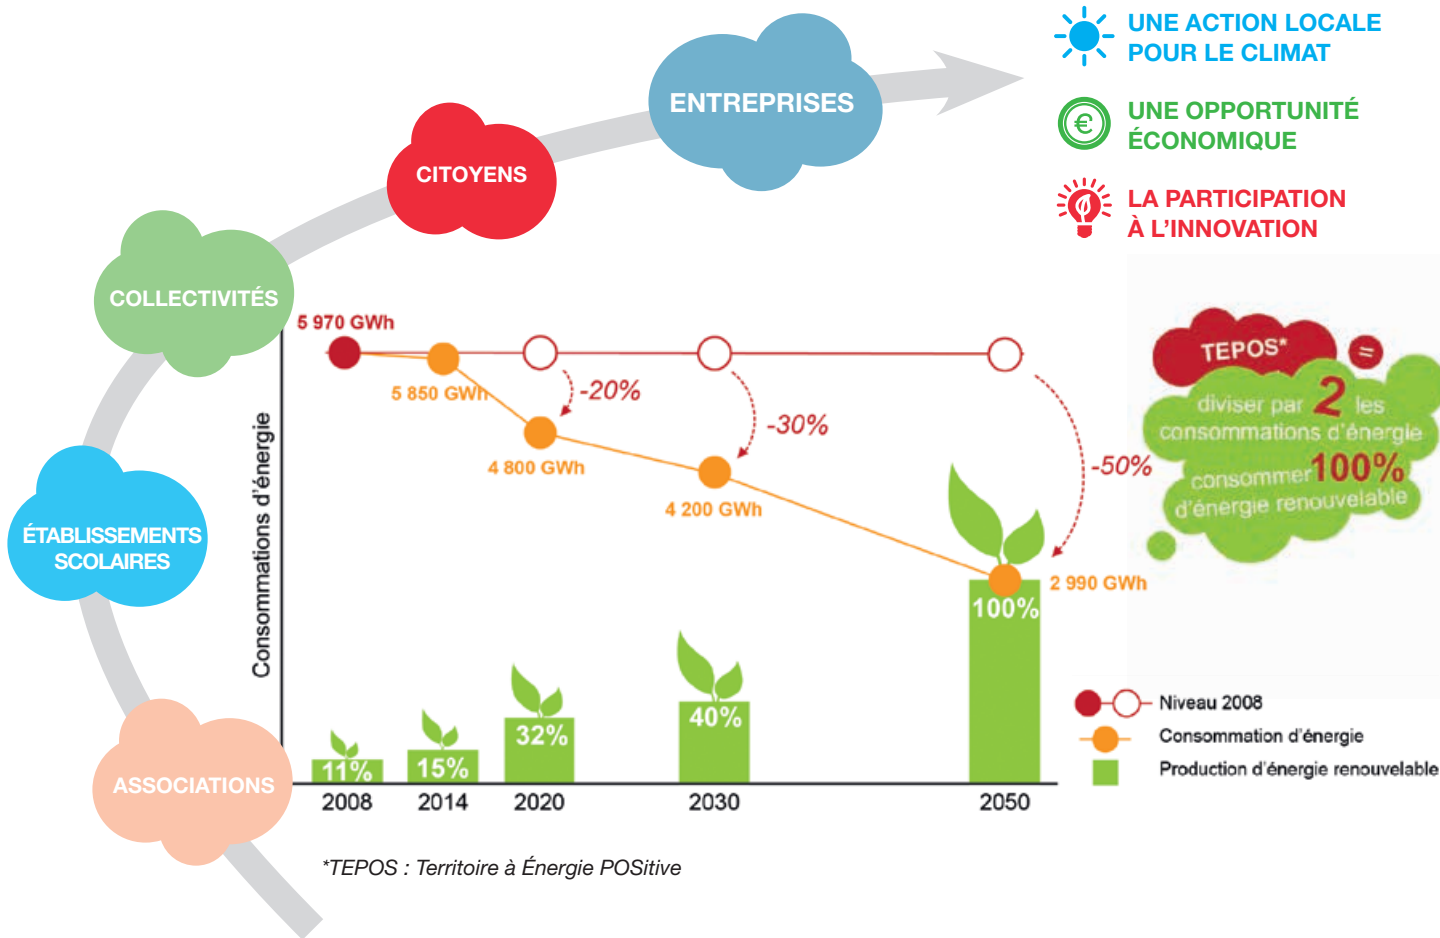 UNE ACTION LOCALE
POUR LE CLIMAT
UNE OPPORTUNITÉ
ÉCONOMIQUE
LA PARTICIPATION
À L’INNOVATION
ENTREPRISES
CITOYENS
COLLECTIVITÉS
ÉTABLISSEMENTS
SCOLAIRES
ASSOCIATIONS
Consommations d'énergie
5 970 GWh
5 850 GWh
4 800 GWh
4 200 GWh
2 990 GWh
-20%
-30%
-50%
11%
15%
32%
40%
100%
2008
2014
2020
2030
2050
TEPOS*
=
diviser par 2 les
consommations d'énergie
consommer 100%
d'énergie renouvelable
Niveau 2008
Consommation d'énergie
Production d'énergie renouvelable
*TEPOS : Territoire à Énergie POSitive